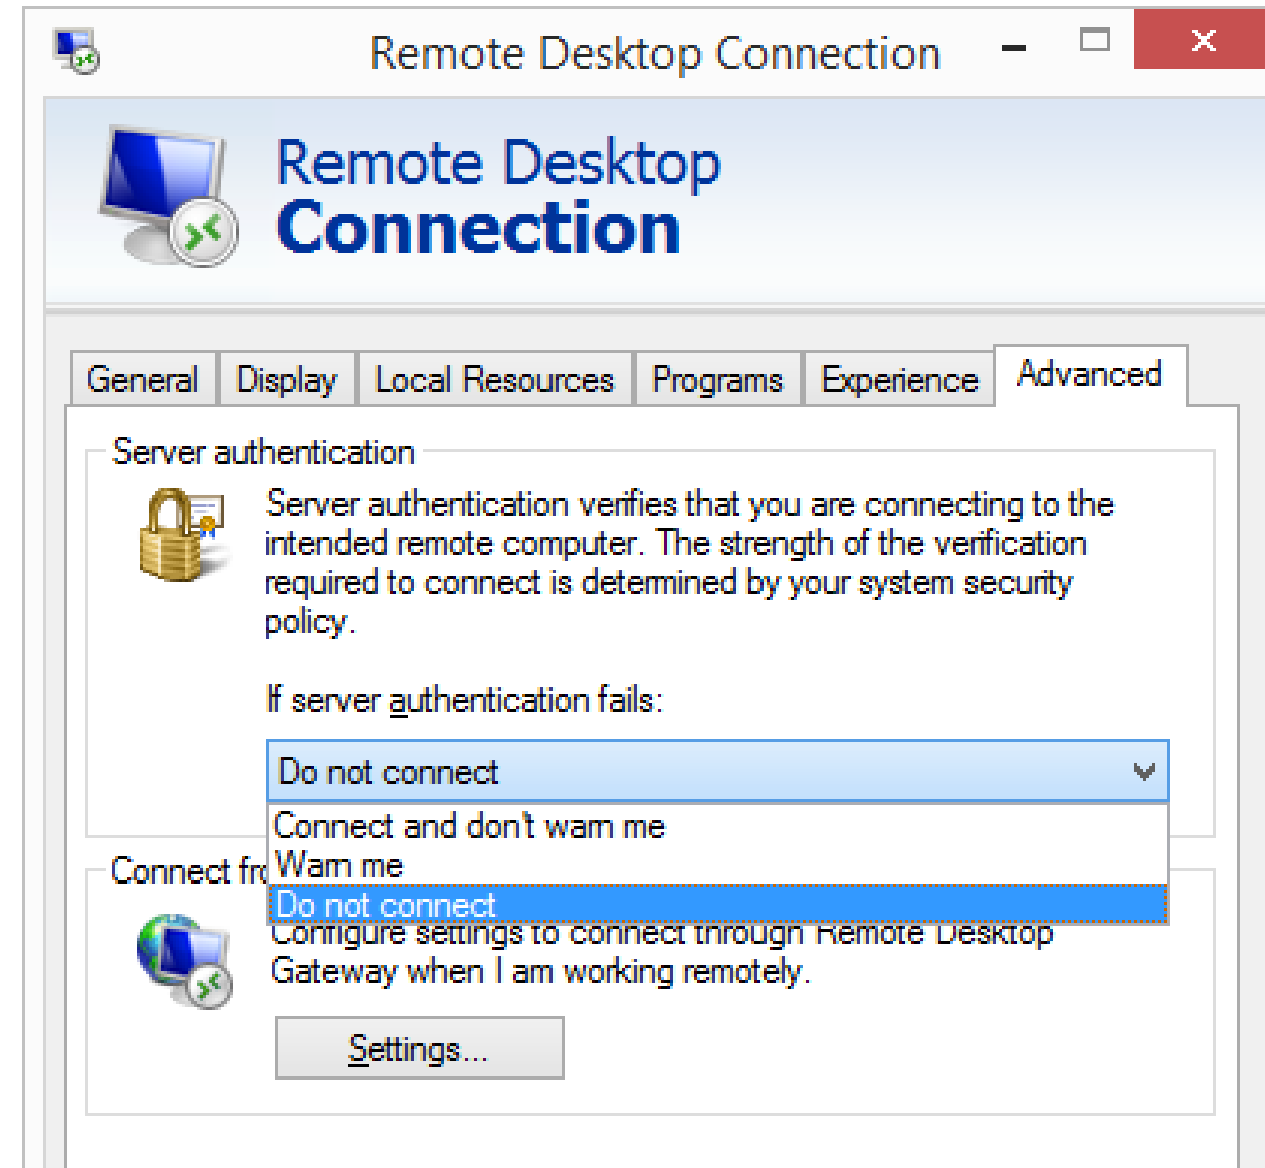 Remote Desktop Connection
Remote Desktop
Connection
General Display Local Resources Programs Experience Advanced
Server authentication
Server authentication verifies that you are connecting to the
intended remote computer. The strength of the verification
required to connect is determined by your system security
policy.
If server authentication fails:
Do not connect
Connect and don't warn me
Warn me
Connect
Do not connect
Configure settings to connect through Remote Desktop
Gateway when I am working remotely.
Settings...